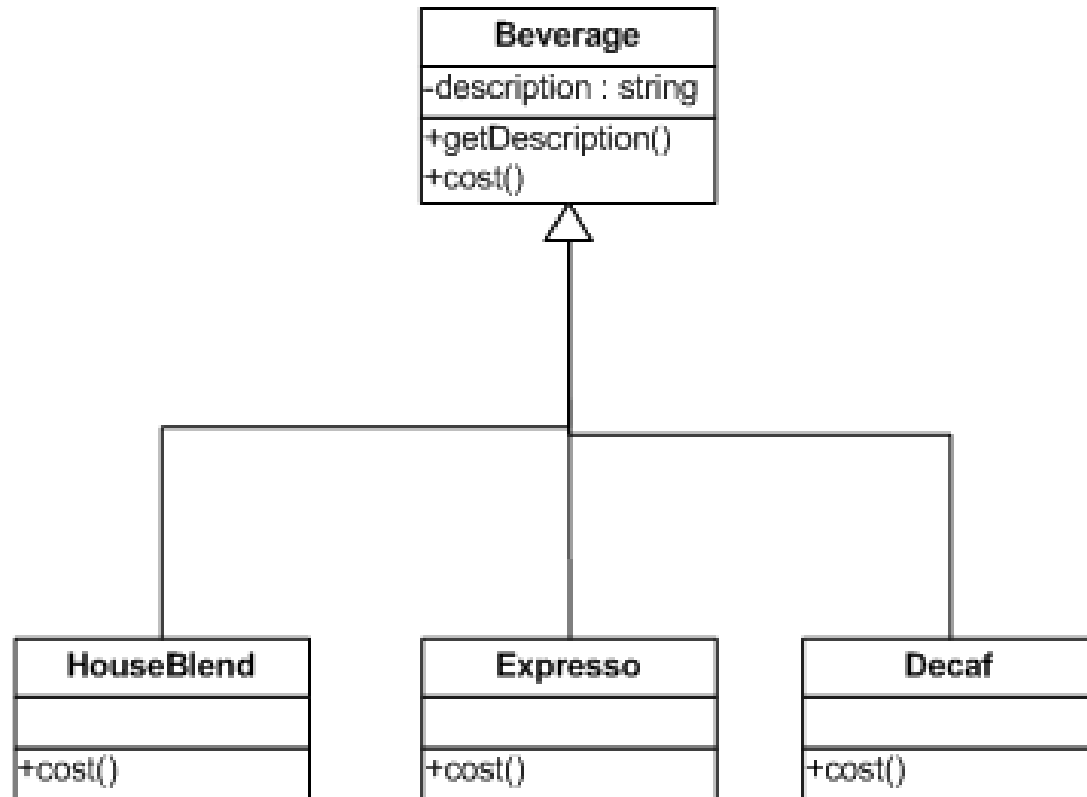 Beverage
-description : string
+getDescription()
+cost()
HouseBlend
Expresso
Decaf
+cost()
+cost()
+cost()